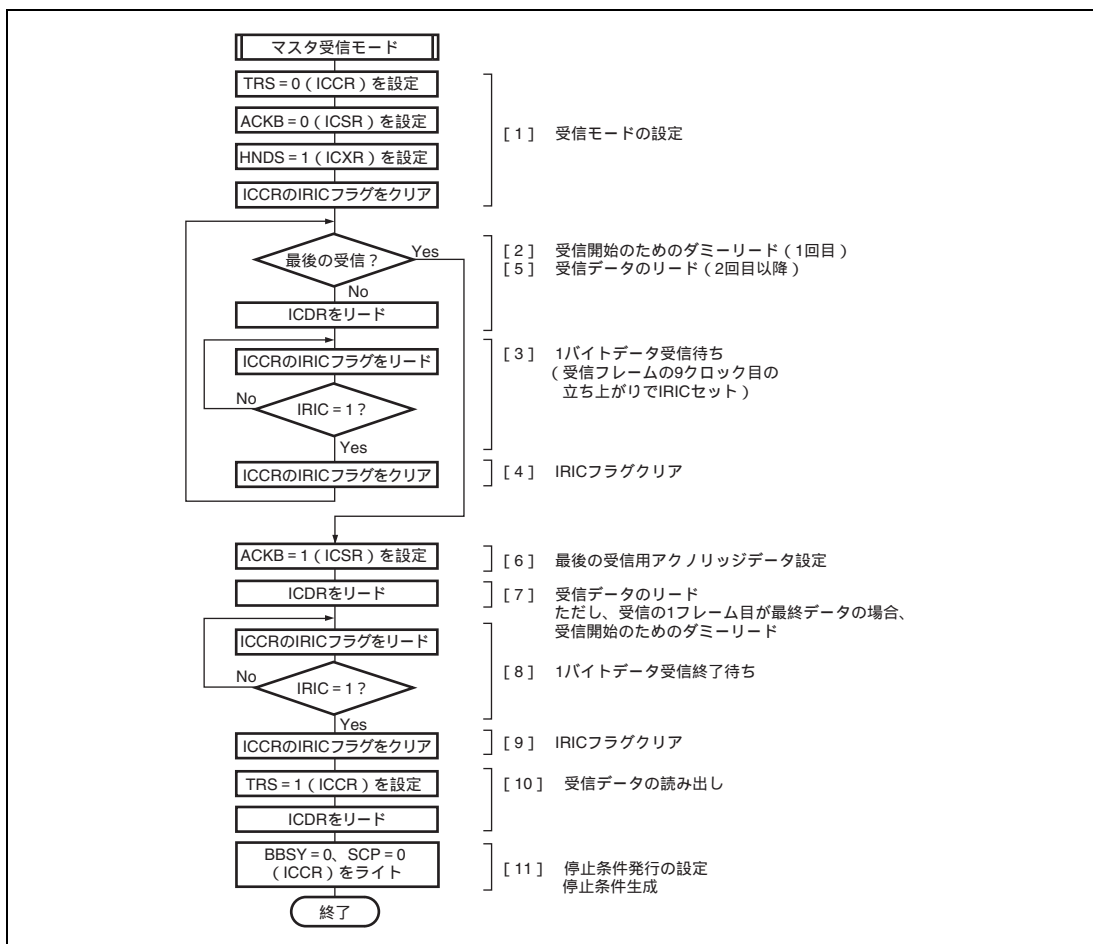 マスタ受信モード
TRS = 0 ( ICCR ) を設定
ACKB = 0 ( ICSR ) を設定
HNDS = 1 ( ICXR ) を設定
ICCRのIRICフラグをクリア
[ 1 ] 受信モードの設定
最後の受信 ?
Yes
No
ICDRをリード
[ 2 ] 受信開始のためのダミーリード ( 1回目 )
[ 5 ] 受信データのリード ( 2回目以降 )
ICCRのIRICフラグをリード
No
IRIC = 1 ?
Yes
[ 3 ] 1バイトデータ受信待ち
( 受信フレームの9クロック目の
立ち上がりでIRICセット )
ICCRのIRICフラグをクリア
[ 4 ] IRICフラグクリア
ACKB = 1 ( ICSR ) を設定
[ 6 ] 最後の受信用アクノリッジデータ設定
ICDRをリード
[ 7 ] 受信データのリード
ただし、受信の1フレーム目が最終データの場合、
受信開始のためのダミーリード
ICCRのIRICフラグをリード
No
IRIC = 1 ?
Yes
[ 8 ] 1バイトデータ受信終了待ち
ICCRのIRICフラグをクリア
[ 9 ] IRICフラグクリア
TRS = 1 ( ICCR ) を設定
ICDRをリード
[ 10 ] 受信データの読み出し
BBSY = 0、SCP = 0
( ICCR ) をライト
[ 11 ] 停止条件発行の設定
停止条件生成
終了